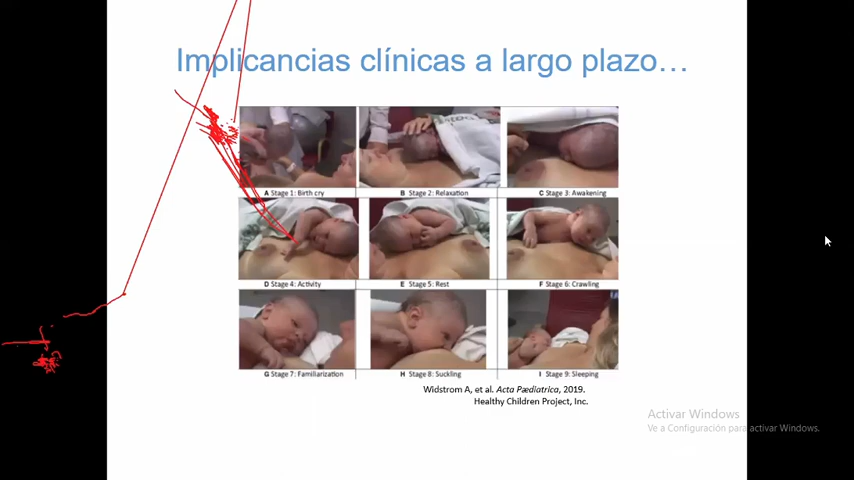 Implicancias clínicas a largo plazo...
A Stage 1: Birth cry
B Stage 2: Relaxation
C Stage 3: Awakening
D Stage 4: Activity
E Stage 5: Rest
F Stage 6: Crawling
G Stage 7: Familiarization
H Stage 8: Suckling
I Stage 9: Sleeping
Widstrom A, et al. Acta Pædiatrica, 2019.
Healthy Children Project, Inc.
Activar Windows
Ve a Configuración para activar Windows.